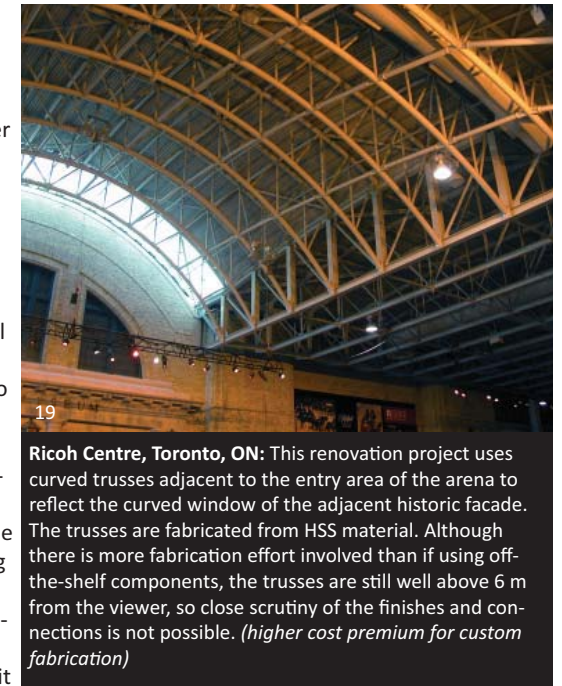 er
l
o
-
e
g
-
it
19
Ricoh Centre, Toronto, ON: This renovation project uses
curved trusses adjacent to the entry area of the arena to
reflect the curved window of the adjacent historic facade.
The trusses are fabricated from HSS material. Although
there is more fabrication effort involved than if using off-
the-shelf components, the trusses are still well above 6 m
from the viewer, so close scrutiny of the finishes and con-
nections is not possible. (higher cost premium for custom
fabrication)